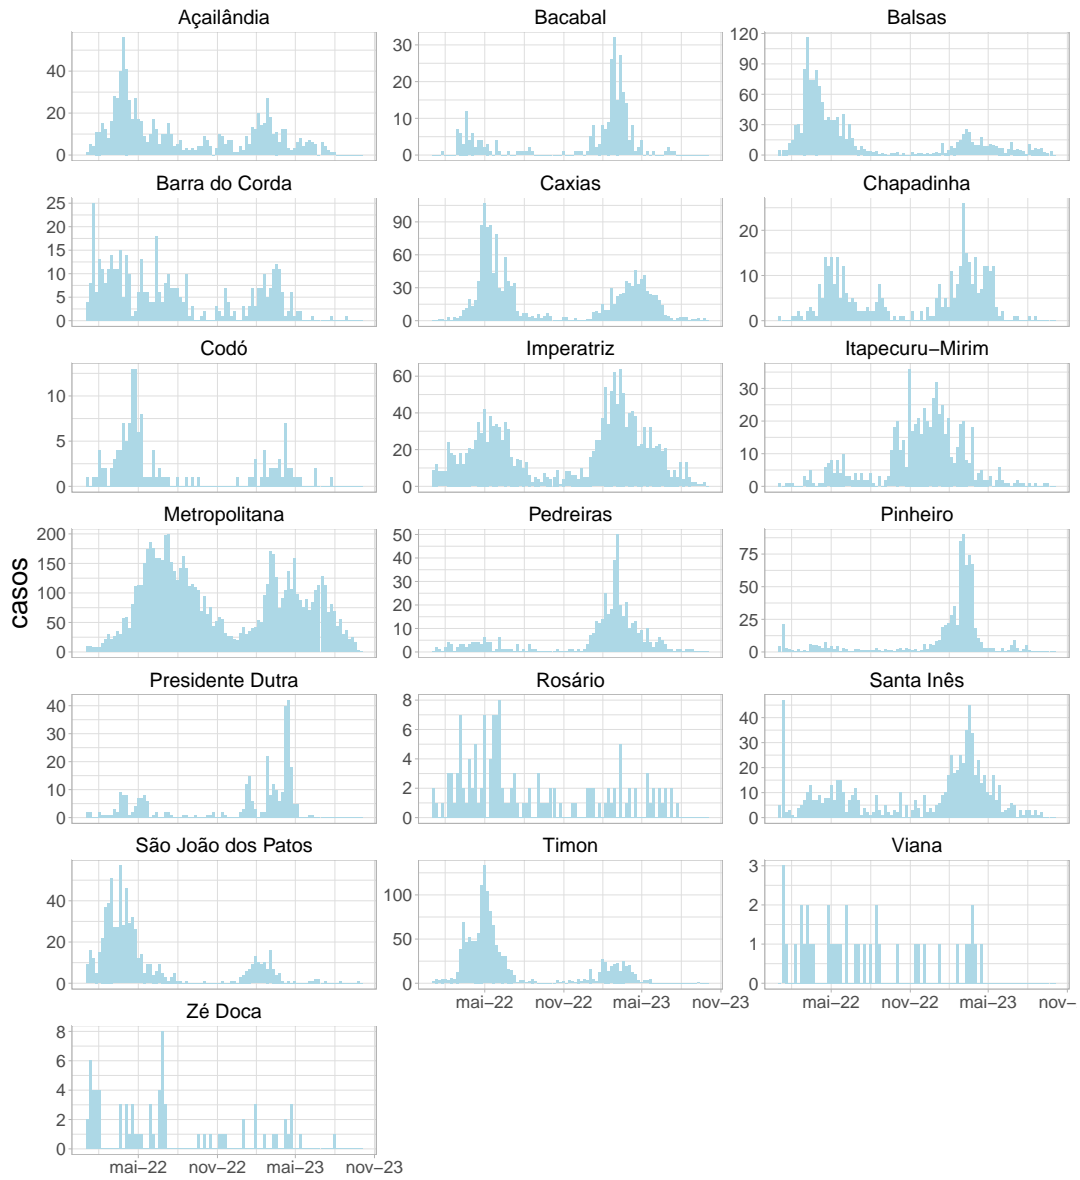 Açailândia Bacabal Balsas
40 20 0
30 20 10 0
120 90 60 30 0
Barra do Corda Caxias Chapadinha
25 20 15 10 5 0
90 60 30 0
20 10 0
Codó Imperatriz Itapecuru−Mirim
10 5 0
60 40 20 0
30 20 10 0
Metropolitana Pedreiras Pinheiro
200 150 100 50 0
50 40 30 20 10 0
75 50 25 0
casos
Presidente Dutra Rosário Santa Inês
40 30 20 10 0
8 6 4 2 0
40 30 20 10 0
São João dos Patos Timon Viana
40 20 0
100 50 0
3 2 1 0
mai−22 nov−22 mai−23 nov−23 mai−22 nov−22 mai−23 nov−
Zé Doca
8 6 4 2 0
mai−22 nov−22 mai−23 nov−23